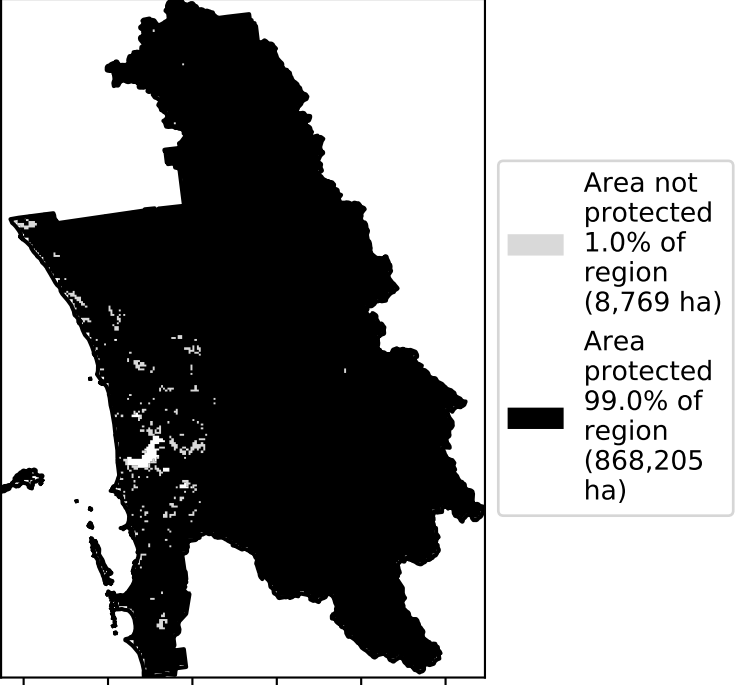 Area not
protected
1.0% of
region
(8,769 ha)
Area
protected
99.0% of
region
(868,205
ha)